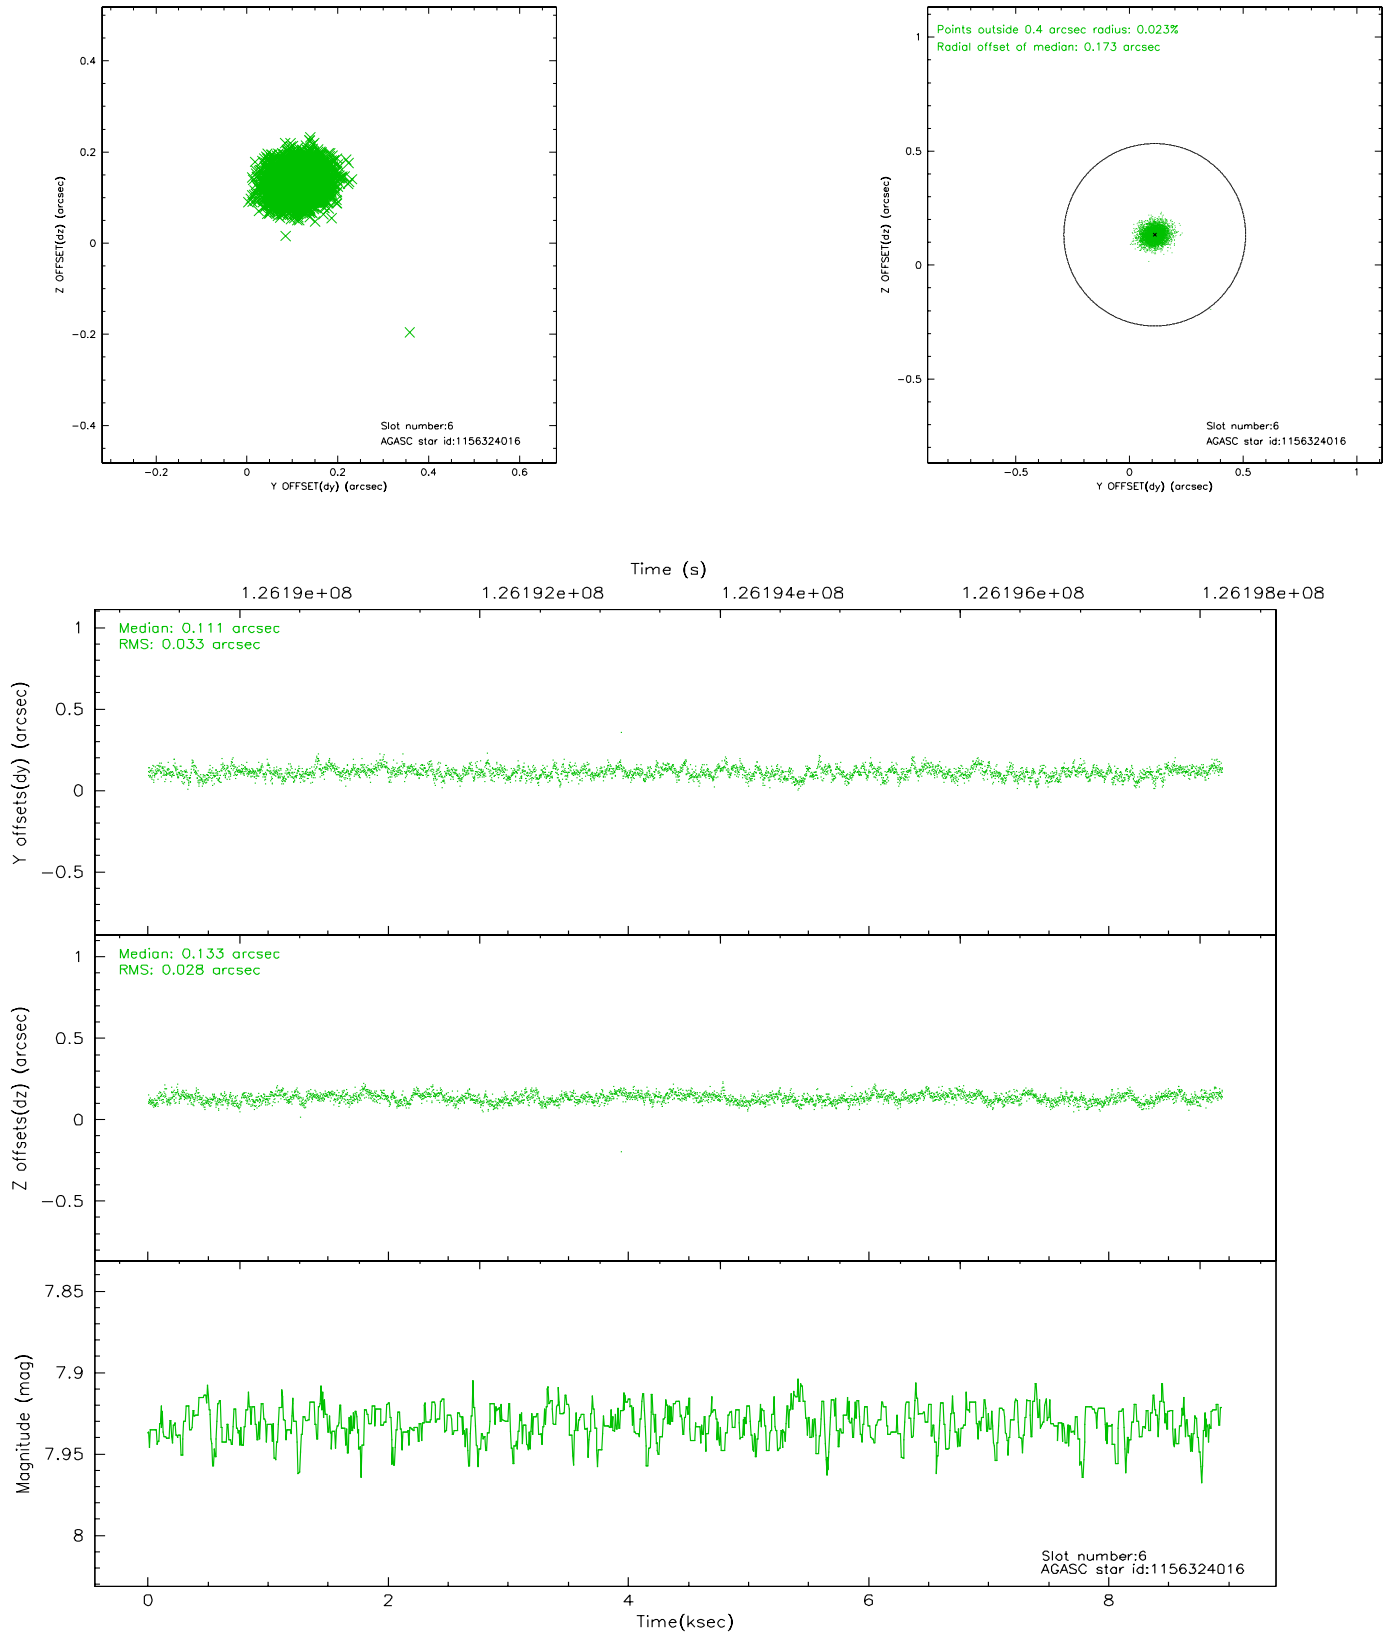 0.4
0.2
0
−0.2
−0.4
Z OFFSET(dz) (arcsec)
Slot number:6
AGASC star id:1156324016
−0.2 0 0.2 0.4 0.6
Y OFFSET(dy) (arcsec)
Points outside 0.4 arcsec radius: 0.023%
Radial offset of median: 0.173 arcsec
1
0.5
0
−0.5
Z OFFSET(dz) (arcsec)
Slot number:6
AGASC star id:1156324016
−0.5 0 0.5 1
Y OFFSET(dy) (arcsec)
Time (s)
1.2619e+08 1.26192e+08 1.26194e+08 1.26196e+08 1.26198e+08
Median: 0.111 arcsec
RMS: 0.033 arcsec
1
0.5
0
−0.5
Y offsets(dy) (arcsec)
Median: 0.133 arcsec
RMS: 0.028 arcsec
1
0.5
0
−0.5
Z offsets(dz) (arcsec)
7.85
7.9
7.95
8
Magnitude (mag)
Slot number:6
AGASC star id:1156324016
0 2 4 6 8
Time(ksec)